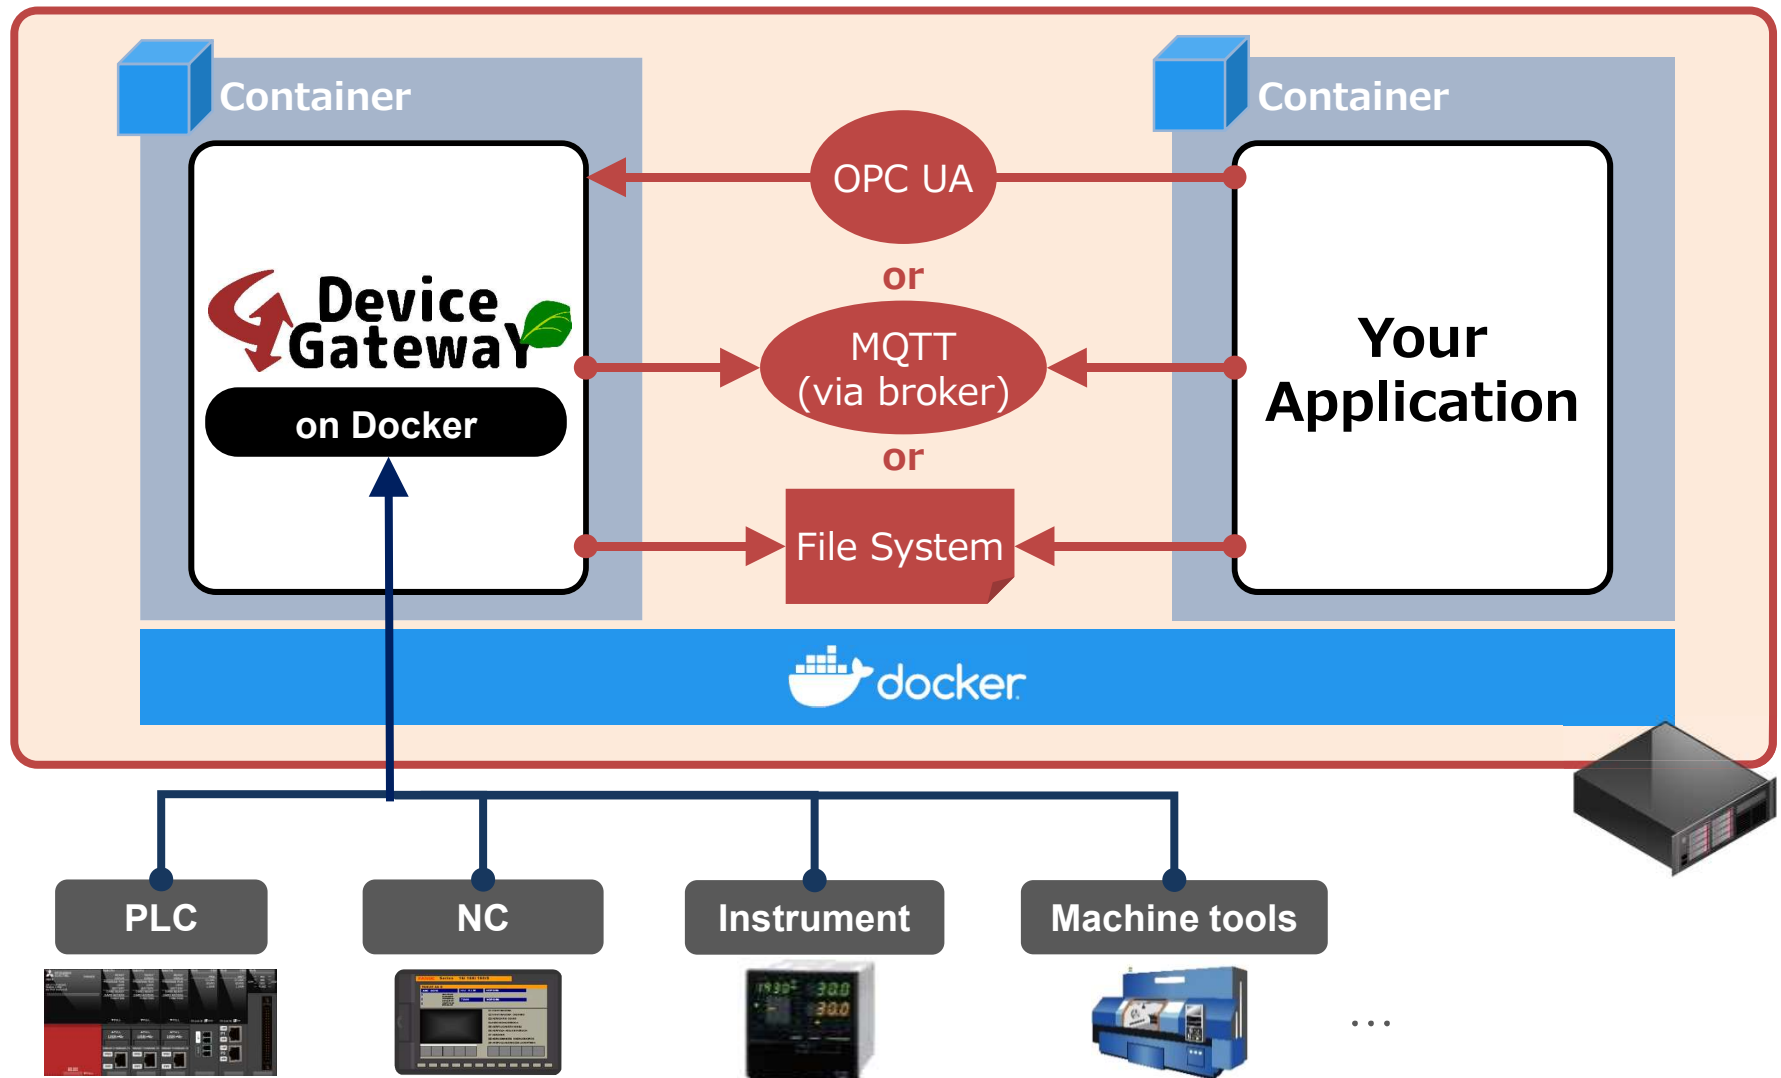 Container
Container
OPC UA
or
Device
GatewaY
on Docker
MQTT
(via broker)
Your
Application
or
File System
docker
PLC
NC
Instrument
Machine tools
...